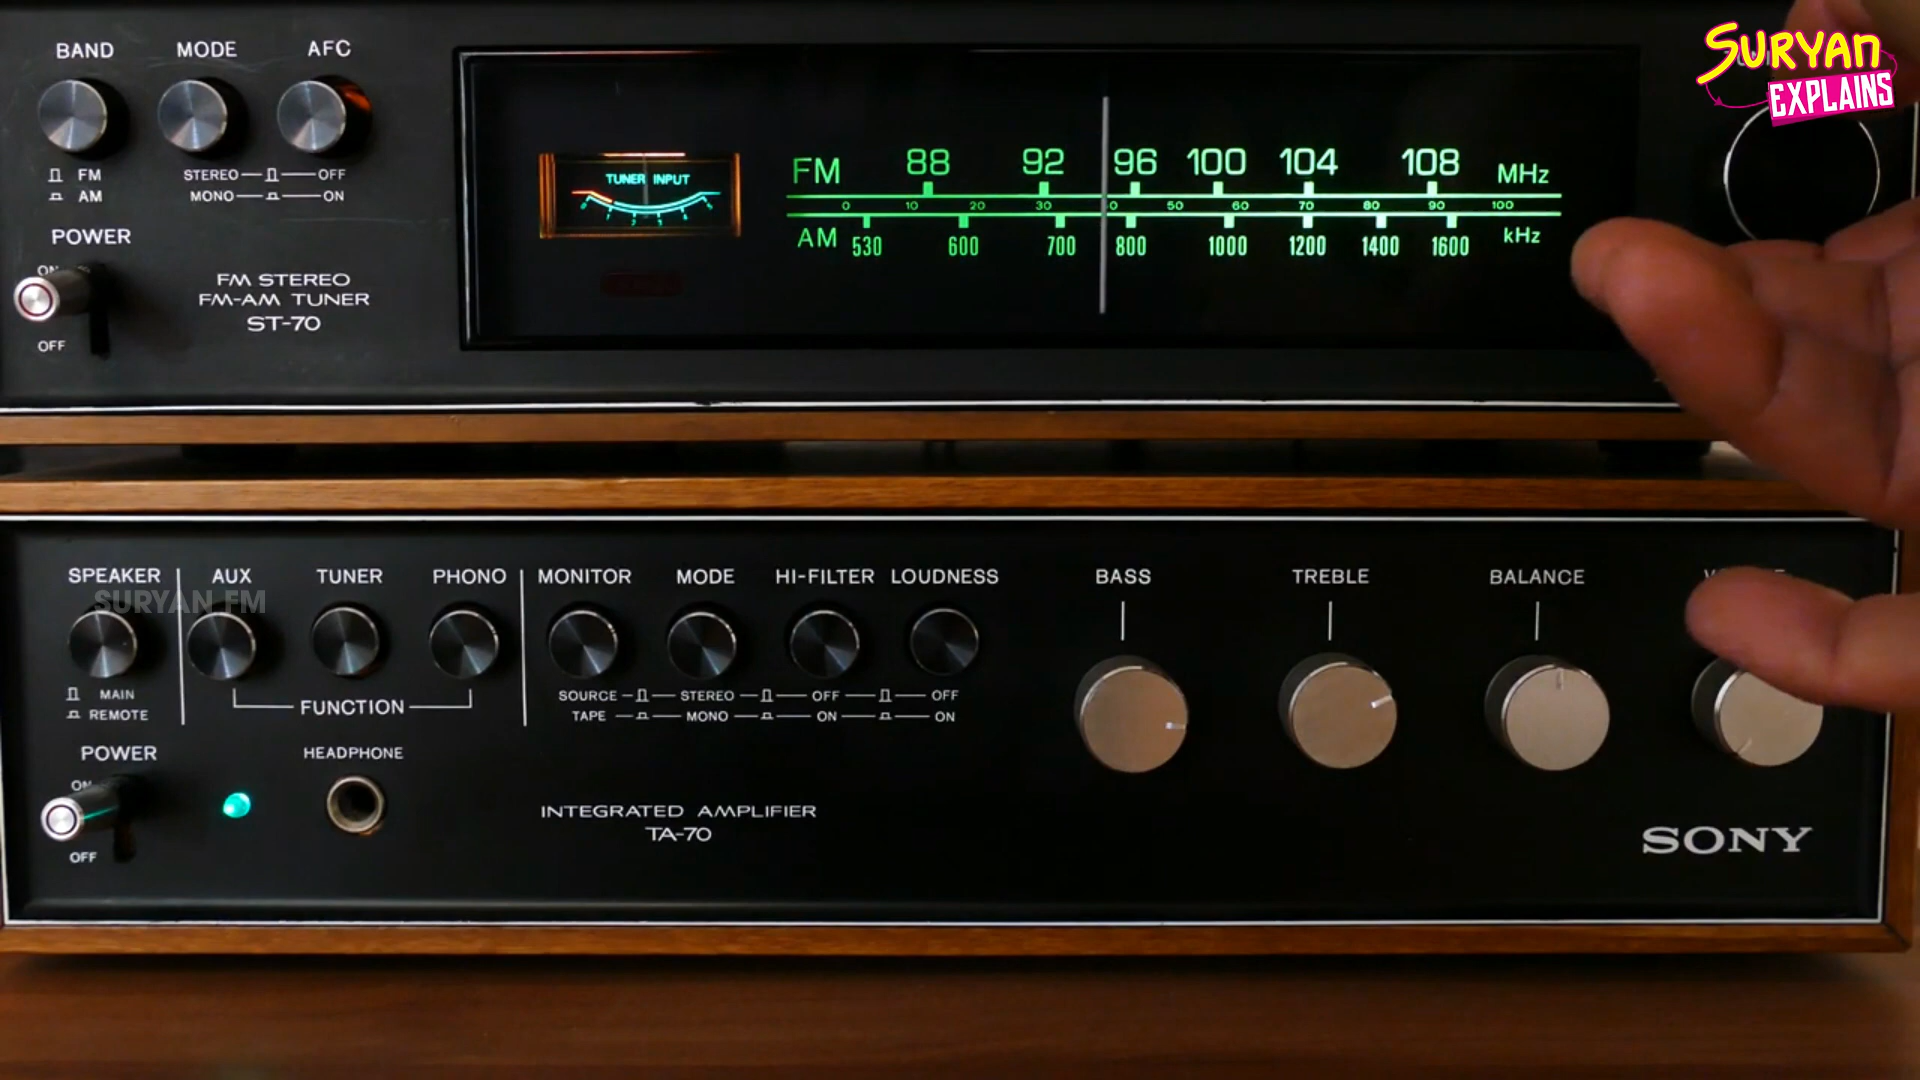 BAND MODE AFC
SURYAN
EXPLAINS
FM
AM
STEREO OFF
MONO ON
POWER
ON
OFF
FM STEREO
FM-AM TUNER
ST-70
TUNER INPUT
FM 88 92 96 100 104 108 MHz
0 10 20 30 50 60 70 80 90 100
AM 530 600 700 800 1000 1200 1400 1600 kHz
SPEAKER AUX TUNER PHONO MONITOR MODE HI-FILTER LOUDNESS BASS TREBLE BALANCE
SURYAN FM
MAIN
REMOTE
FUNCTION
SOURCE STEREO OFF OFF
TAPE MONO ON ON
POWER
ON
OFF
HEADPHONE
INTEGRATED AMPLIFIER
TA-70
SONY